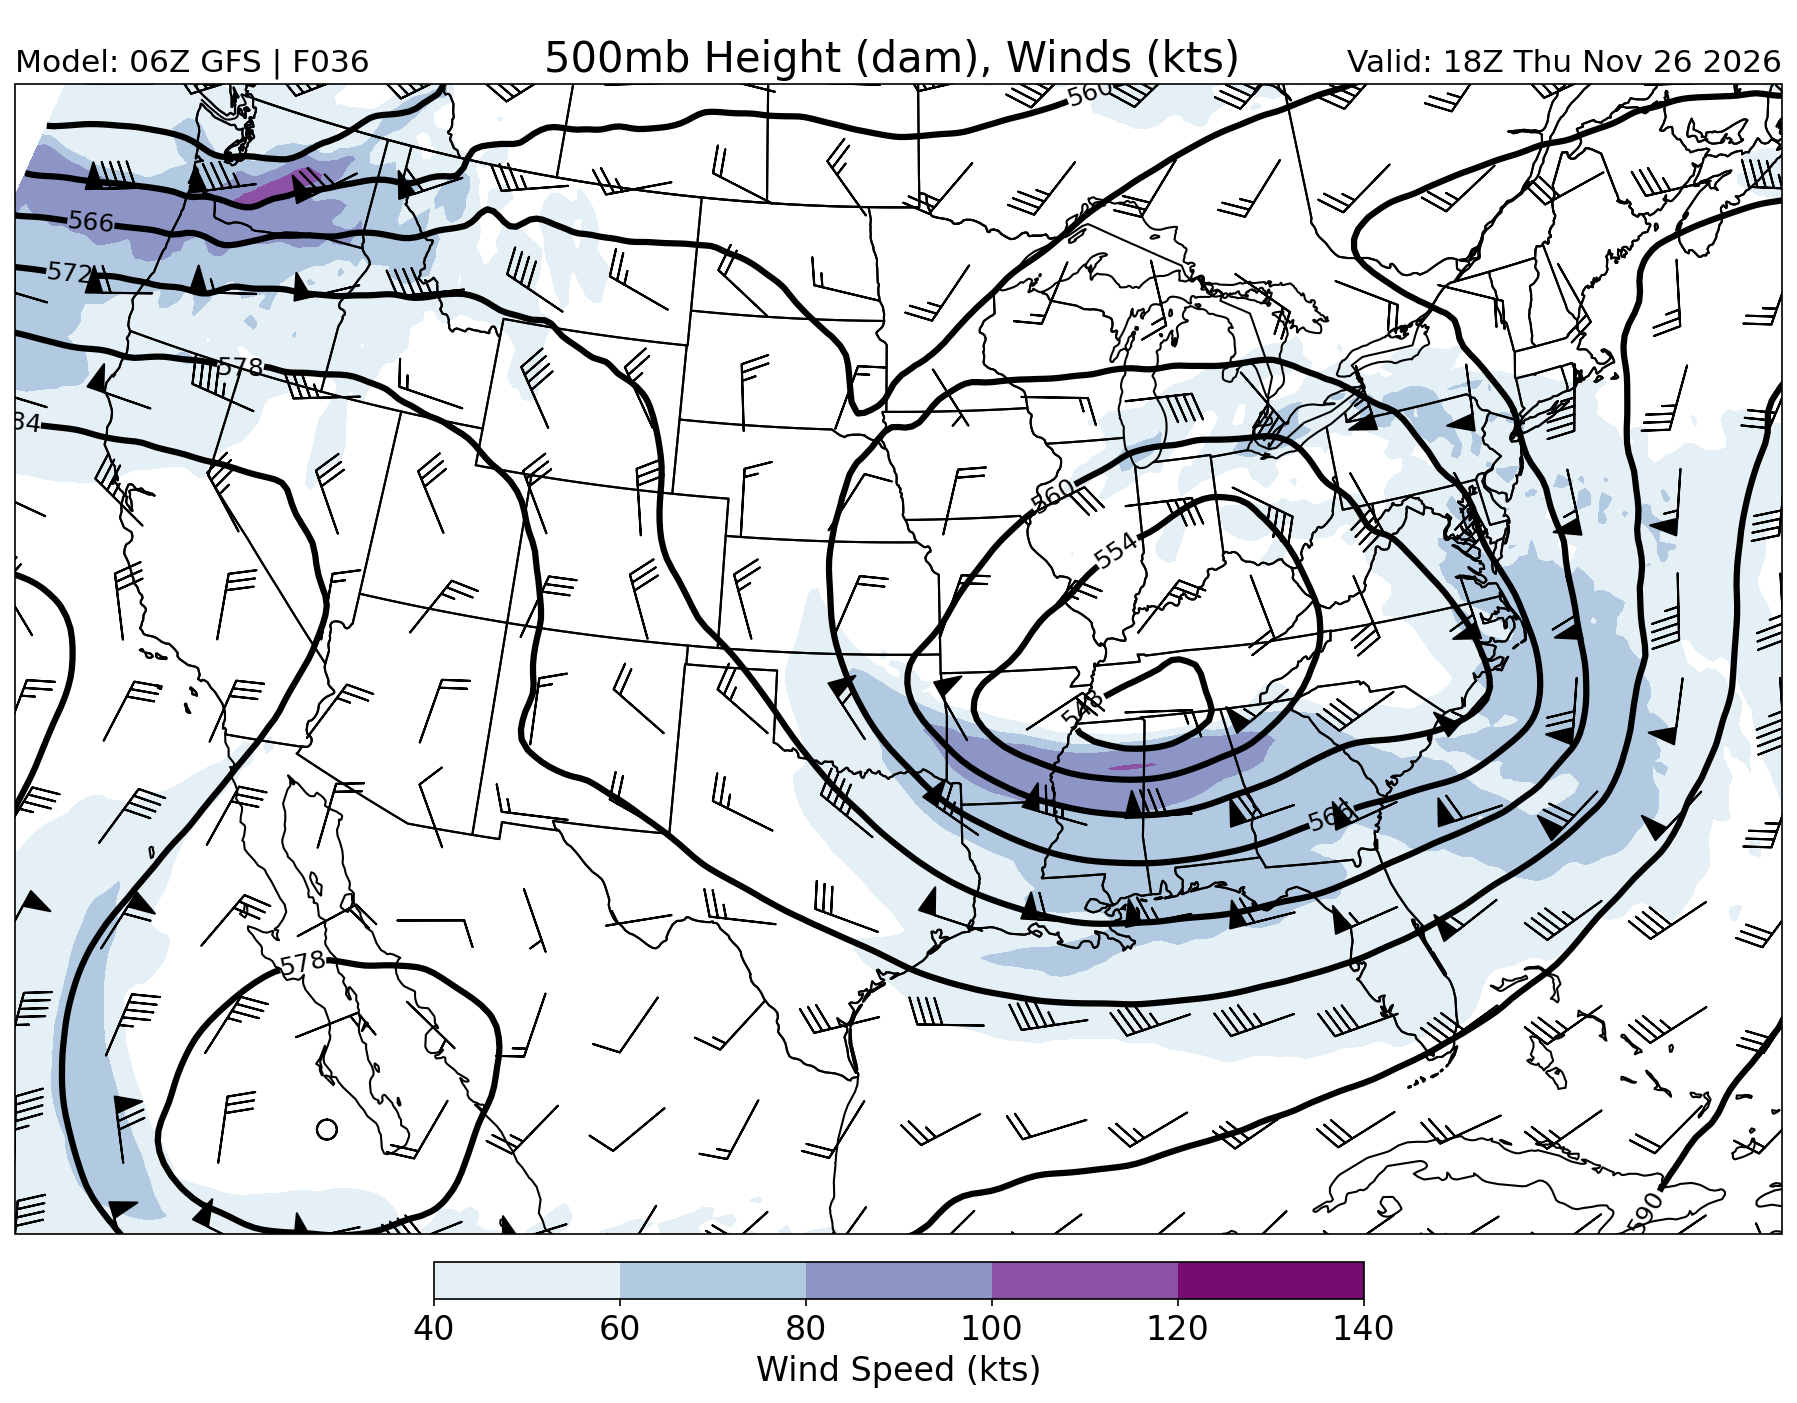 Model: 06Z GFS | F036
500mb Height (dam), Winds (kts)
Valid: 18Z Thu Nov 26 2026
560
566
572
578
84
560
554
548
566
578
590
40 60 80 100 120 140
Wind Speed (kts)